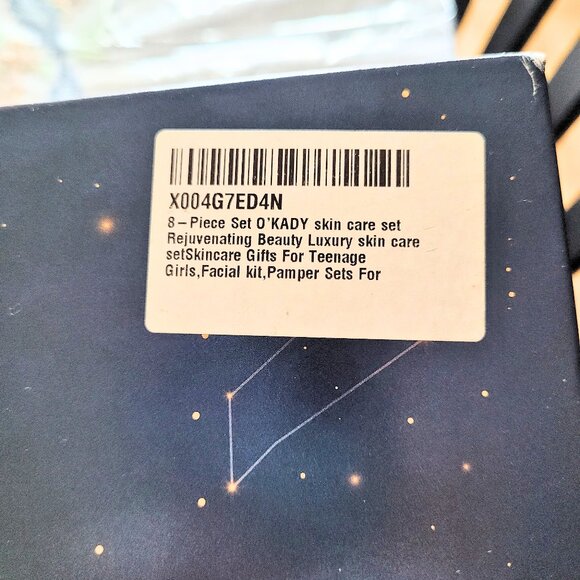 X004G7ED4N
8-Piece Set O'KADY skin care set
Rejuvenating Beauty Luxury skin care
setSkincare Gifts For Teenage
Girls,Facial kit,Pamper Sets For